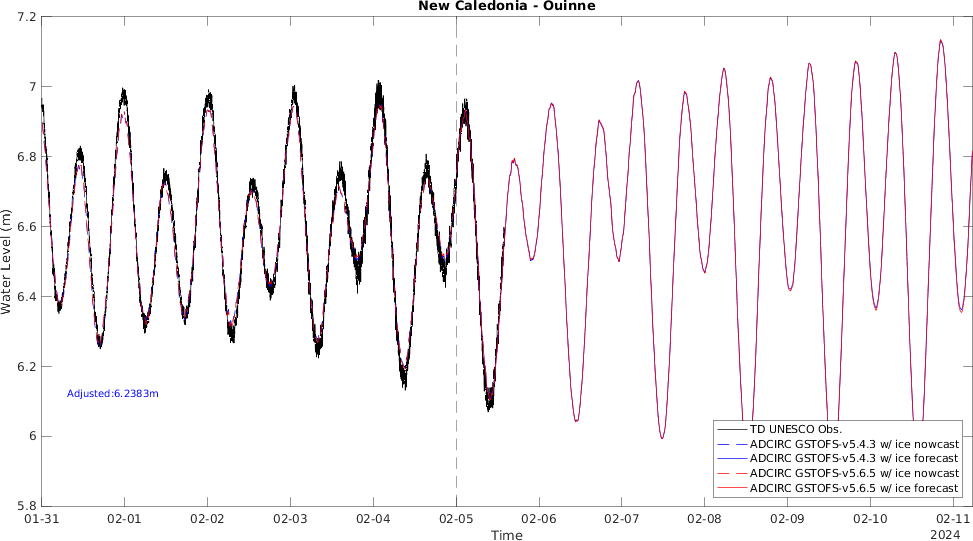 New Caledonia - Ouinne
Water Level (m)
7.2
7
6.8
6.6
6.4
6.2
6
5.8
Adjusted:6.2383m
TD UNESCO Obs.
ADCIRC GSTOFS-v5.4.3 w/ ice nowcast
ADCIRC GSTOFS-v5.4.3 w/ ice forecast
ADCIRC GSTOFS-v5.6.5 w/ ice nowcast
ADCIRC GSTOFS-v5.6.5 w/ ice forecast
01-31 02-01 02-02 02-03 02-04 02-05 02-06 02-07 02-08 02-09 02-10 02-11
Time
2024